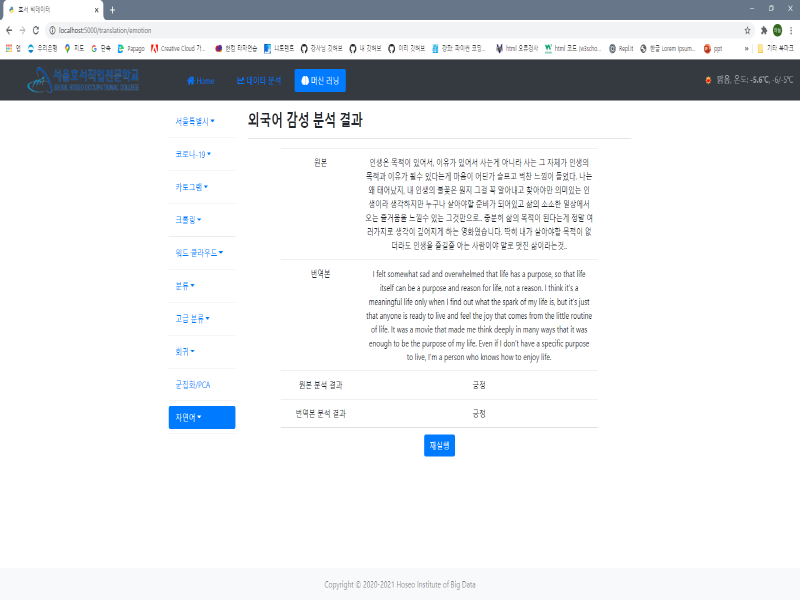 호서 빅데이터
localhost:5000/translation/emotion
앱 우리은행 지도 단축 Papago Creative Cloud 가... 한컴 타자연습 니트렌드 강사님 깃허브 내 깃허브 이리 깃허브 html 오류검사 html 코드 (w3scho... Repl.it 한글 Lorem Ipsum... ppt » 기타 북마크
서울호서직업전문학교
SEOUL HOSEO OCCUPATIONAL COLLEGE
Home 데이터 분석 머신 러닝 맑음, 온도: -5.6℃, -6/-5℃
서울특별시
코로나-19
카토그램
크롤링
워드 클라우드
분류
고급 분류
회귀
군집화/PCA
자연어
외국어 감성 분석 결과
원본
인생은 목적이 있어서, 이유가 있어서 사는게 아니라 사는 그 자체가 인생의
목적과 이유가 될수 있다는게 마음이 어딘가 슬프고 벅찬 느낌이 들었다. 나는
왜 태어났지, 내 인생의 불꽃은 뭔지 그걸 꼭 알아내고 찾아야만 의미있는 인
생이라 생각하지만 누구나 살아야할 준비가 되어있고 삶의 소소한 일상에서
오는 즐거움을 느낄수 있는 그것만으로.. 충분히 삶의 목적이 된다는게 정말 여
러가지로 생각이 깊어지게 하는 영화였습니다. 딱히 내가 살아야할 목적이 없
더라도 인생을 즐길줄 아는 사람이야 말로 멋진 삶이라는것..
번역본
I felt somewhat sad and overwhelmed that life has a purpose, so that life
itself can be a purpose and reason for life, not a reason. I think it's a
meaningful life only when I find out what the spark of my life is, but it's just
that anyone is ready to live and feel the joy that comes from the little routine
of life. It was a movie that made me think deeply in many ways that it was
enough to be the purpose of my life. Even if I don't have a specific purpose
to live, I'm a person who knows how to enjoy life.
원본 분석 결과 긍정
번역본 분석 결과 긍정
재실행
Copyright © 2020-2021 Hoseo Institute of Big Data